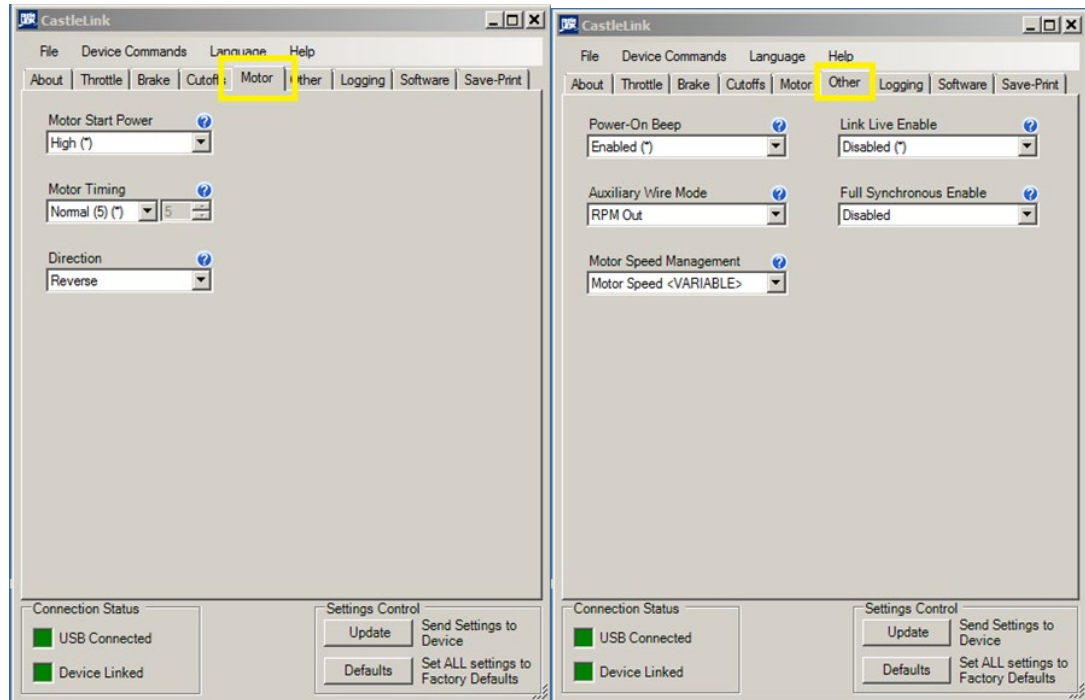 CastleLink
File Device Commands Language Help
About Throttle Brake Cutoffs Motor Other Logging Software Save-Print
Motor Start Power
High (*)
Motor Timing
Normal (5) (*) 5
Direction
Reverse
Connection Status
USB Connected
Device Linked
Settings Control
Update Send Settings to
Device
Defaults Set ALL settings to
Factory Defaults
CastleLink
File Device Commands Language Help
About Throttle Brake Cutoffs Motor Other Logging Software Save-Print
Power-On Beep Link Live Enable
Enabled (*) Disabled (*)
Auxiliary Wire Mode Full Synchronous Enable
RPM Out Disabled
Motor Speed Management
Motor Speed <VARIABLE>
Connection Status
USB Connected
Device Linked
Settings Control
Update Send Settings to
Device
Defaults Set ALL settings to
Factory Defaults